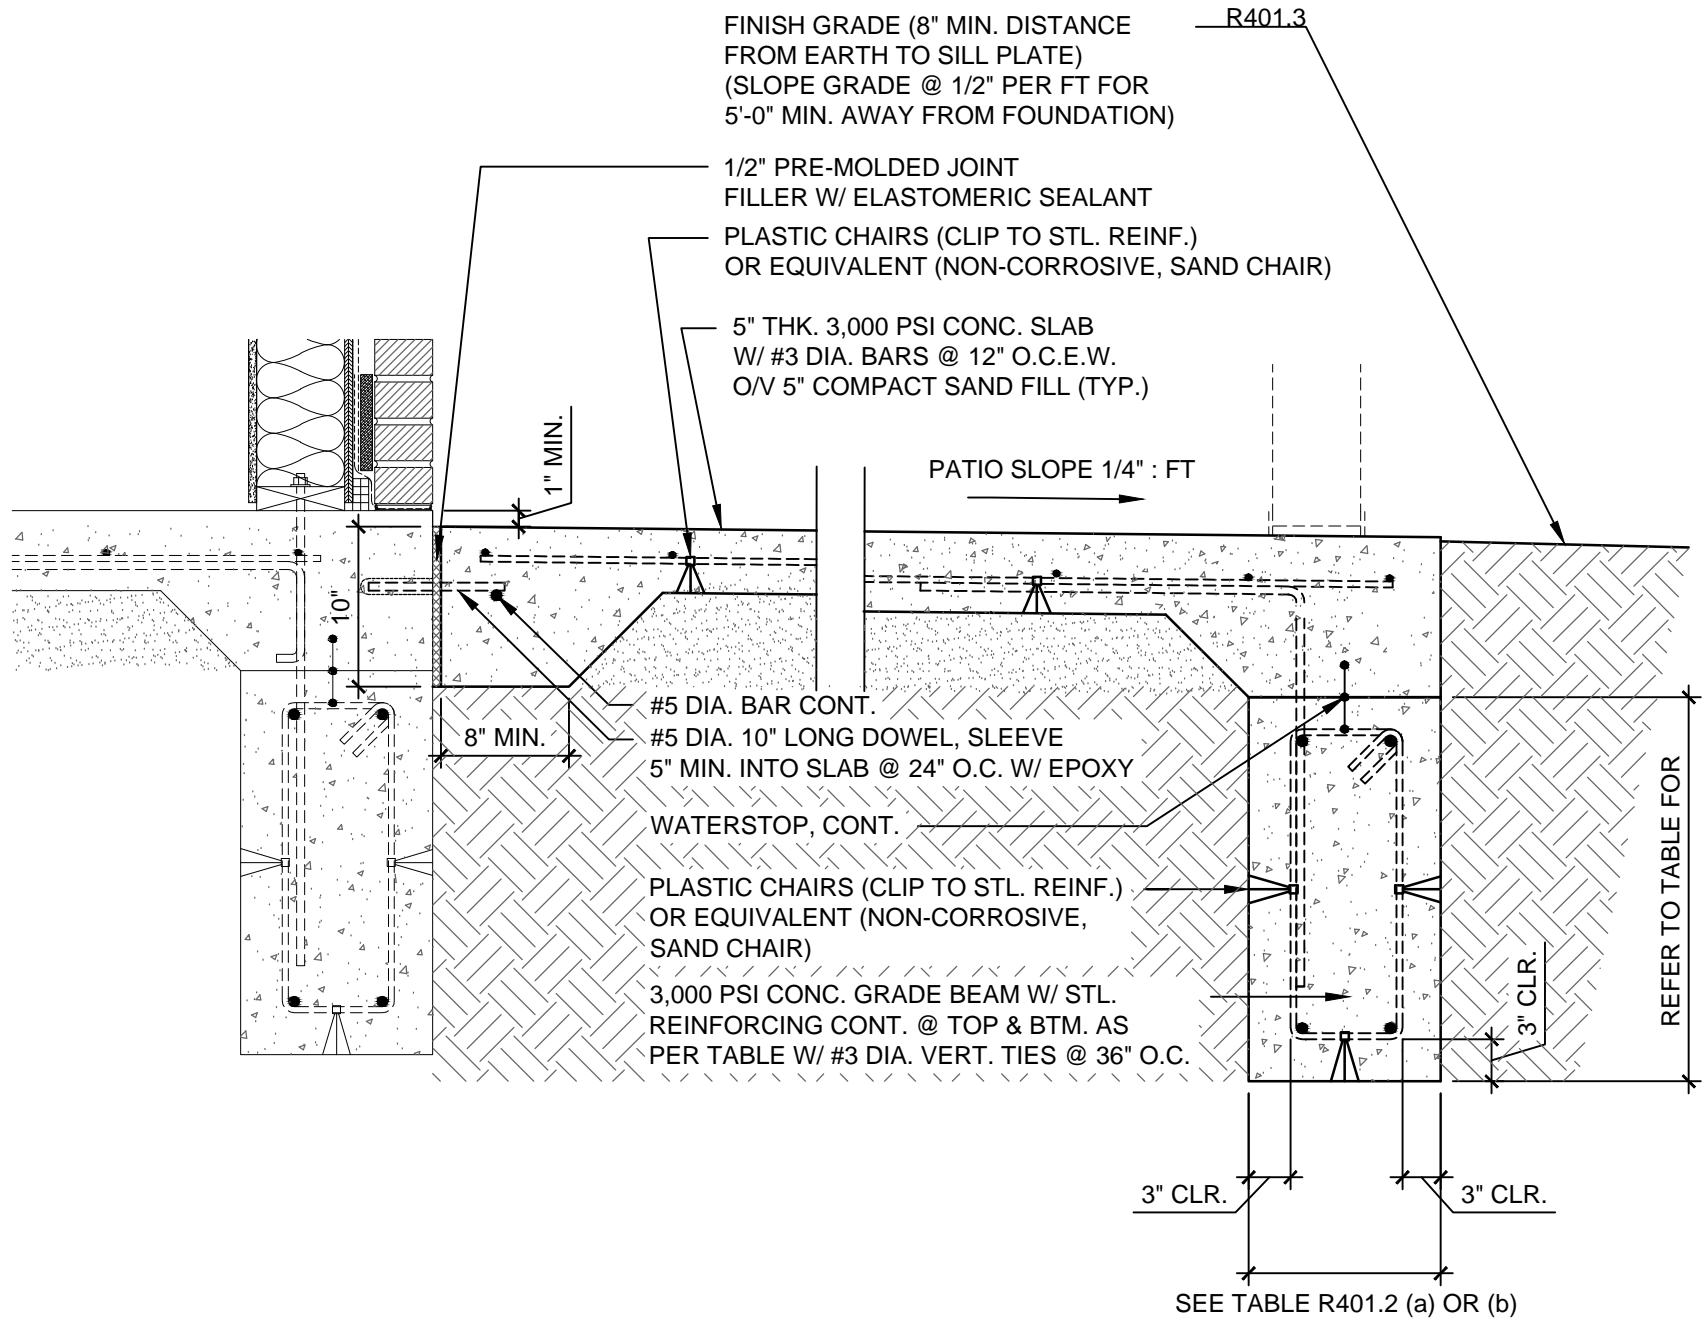 FINISH GRADE (8" MIN. DISTANCE
FROM EARTH TO SILL PLATE)
(SLOPE GRADE @ 1/2" PER FT FOR
5'-0" MIN. AWAY FROM FOUNDATION)
R401.3
1/2" PRE-MOLDED JOINT
FILLER W/ ELASTOMERIC SEALANT
PLASTIC CHAIRS (CLIP TO STL. REINF.)
OR EQUIVALENT (NON-CORROSIVE, SAND CHAIR)
5" THK. 3,000 PSI CONC. SLAB
W/ #3 DIA. BARS @ 12" O.C.E.W.
O/V 5" COMPACT SAND FILL (TYP.)
1" MIN.
PATIO SLOPE 1/4" : FT
10"
8" MIN.
#5 DIA. BAR CONT.
#5 DIA. 10" LONG DOWEL, SLEEVE
5" MIN. INTO SLAB @ 24" O.C. W/ EPOXY
WATERSTOP, CONT.
PLASTIC CHAIRS (CLIP TO STL. REINF.)
OR EQUIVALENT (NON-CORROSIVE,
SAND CHAIR)
3,000 PSI CONC. GRADE BEAM W/ STL.
REINFORCING CONT. @ TOP & BTM. AS
PER TABLE W/ #3 DIA. VERT. TIES @ 36" O.C.
3" CLR.
REFER TO TABLE FOR
3" CLR.
3" CLR.
SEE TABLE R401.2 (a) OR (b)